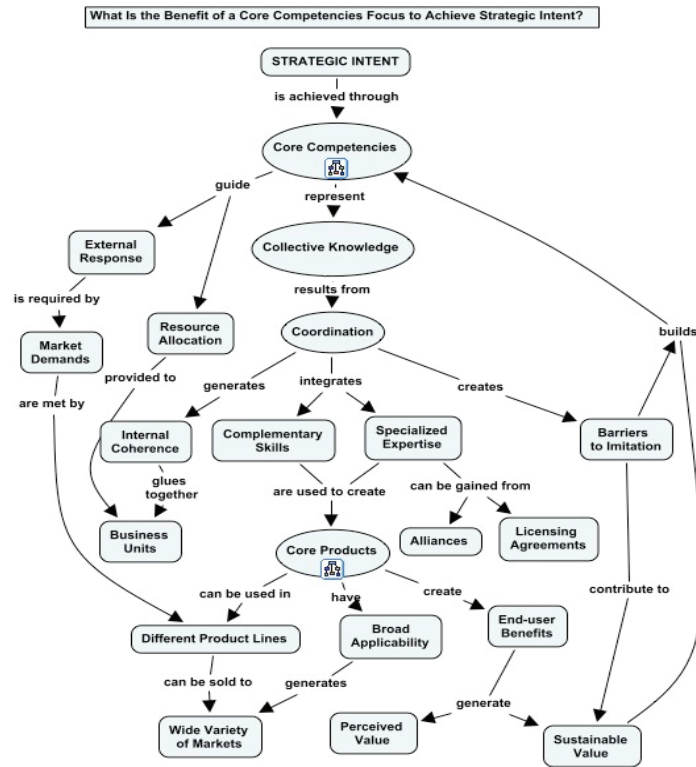 What Is the Benefit of a Core Competencies Focus to Achieve Strategic Intent?
STRATEGIC INTENT
is achieved through
Core Competencies
guide
represent
External
Response
Collective Knowledge
is required by
results from
Market
Demands
Resource
Allocation
Coordination
builds
are met by
provided to
generates
integrates
creates
Internal
Coherence
Complementary
Skills
Specialized
Expertise
Barriers
to Imitation
glues
together
are used to create
can be gained from
Business
Units
Core Products
Alliances
Licensing
Agreements
can be used in
have
create
contribute to
Different Product Lines
Broad
Applicability
End-user
Benefits
can be sold to
generates
generate
Wide Variety
of Markets
Perceived
Value
Sustainable
Value